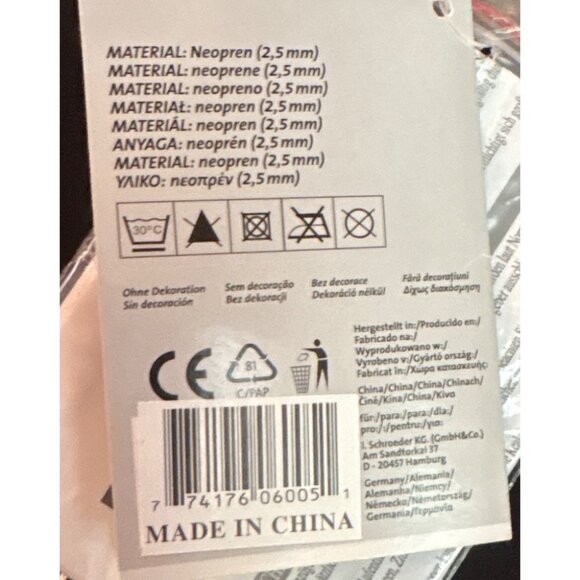 MATERIAL: Neopren (2,5 mm)
MATERIAL: neoprene (2,5 mm)
MATERIAL: neopreno (2,5 mm)
MATERIAŁ: neopren (2,5 mm)
MATERIÁL: neopren (2,5 mm)
ANYAGA: neoprén (2,5 mm)
MATERIAL: neopren (2,5 mm)
ΥΛΙΚΟ: πεοπρέν (2,5 mm)
30°C
Ohne Dekoration
Sin decoración
Sem decoração
Bez dekoracji
Bez dekorace
Dekoráció nélkül
Fără decorațiuni
Δίχως διακόσμηση
Hergestellt in:/Producido en:/
Fabricado na:/
Wyprodukowano w:/
Vyrobeno v:/Gyártó ország:/
Fabricat în:/Χώρα κατασκευής:
China/China/China/Chinach/
Číně/Kína/China/Κίνα
für:/para:/para:/dla:/
pro:/:/pentru:/για:
I. Schroeder KG. (GmbH&Co.)
Am Sandtorkai 37
D - 20457 Hamburg
Germany/Alemania/
Alemanha/Niemcy/
Německo/Németország/
Germania/Γερμανία
CE
81
C/PAP
7 74176 06005 1
MADE IN CHINA